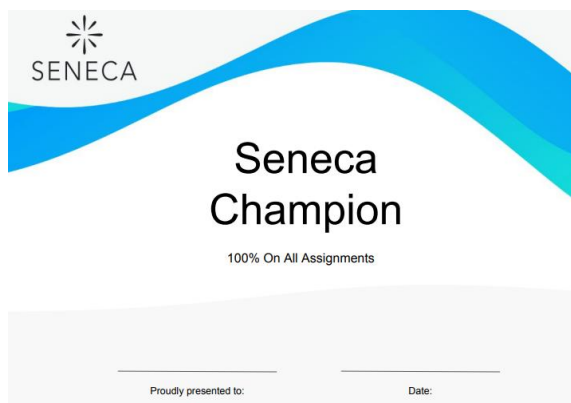 SENECA
Seneca
Champion
100% On All Assignments
Proudly presented to:
Date: